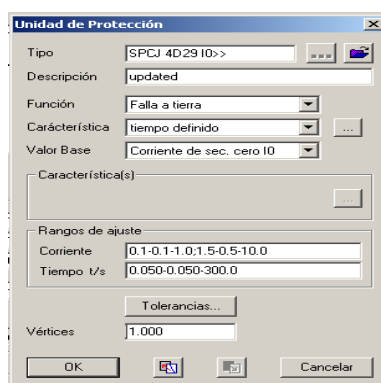 Unidad de Protección
Tipo SPCJ 4D29 I0>> ...
Descripción updated
Función Falla a tierra
Carácterística tiempo definido ...
Valor Base Corriente de sec. cero I0
Característica(s)
...
Rangos de ajuste
Corriente 0.1-0.1-1.0;1.5-0.5-10.0
Tiempo t/s 0.050-0.050-300.0
Tolerancias...
Vértices 1.000
OK Cancelar